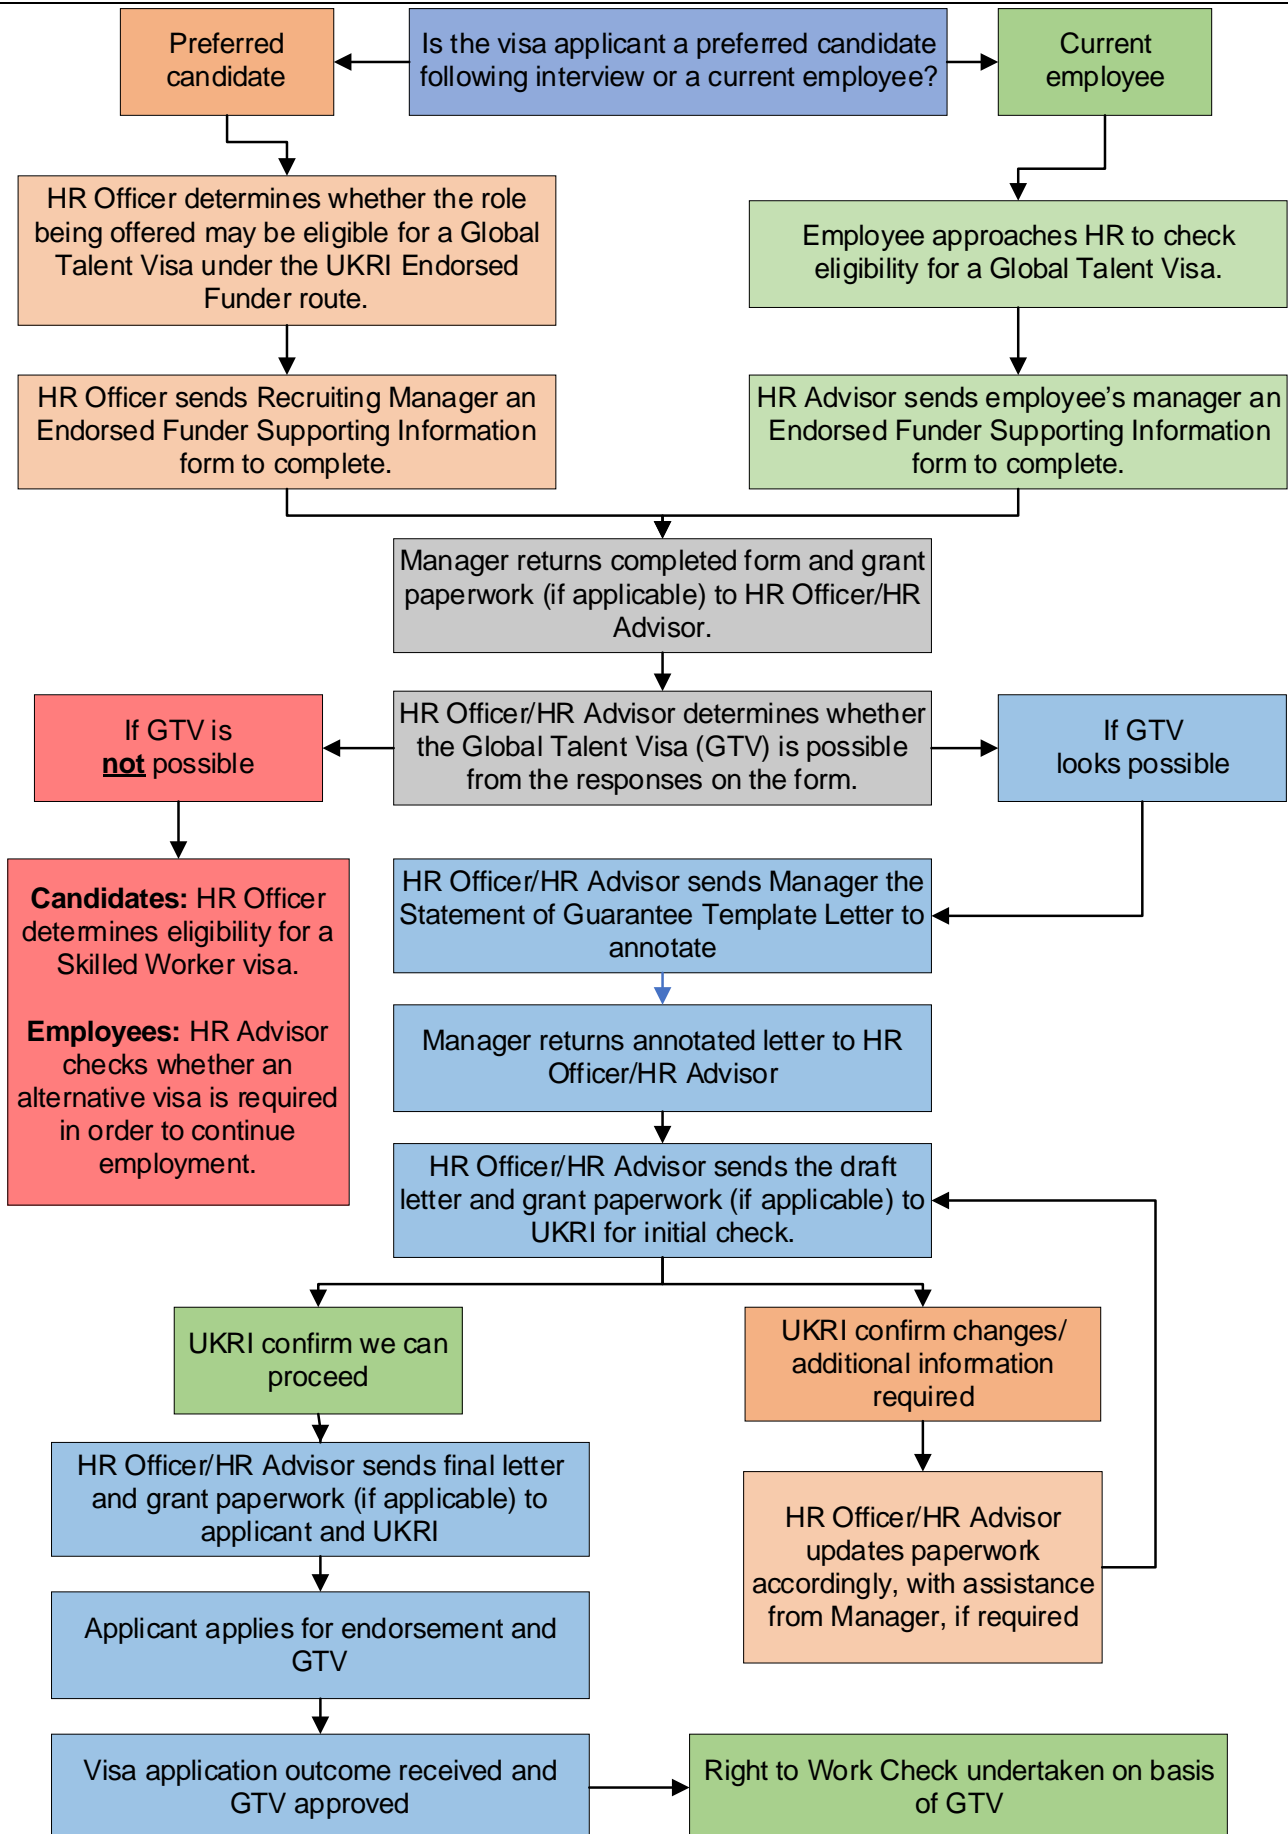 Preferred
candidate
Is the visa applicant a preferred candidate
following interview or a current employee?
Current
employee
HR Officer determines whether the role
being offered may be eligible for a Global
Talent Visa under the UKRI Endorsed
Funder route.
Employee approaches HR to check
eligibility for a Global Talent Visa.
HR Officer sends Recruiting Manager an
Endorsed Funder Supporting Information
form to complete.
HR Advisor sends employee’s manager an
Endorsed Funder Supporting Information
form to complete.
Manager returns completed form and grant
paperwork (if applicable) to HR Officer/HR
Advisor.
If GTV is
not possible
HR Officer/HR Advisor determines whether
the Global Talent Visa (GTV) is possible
from the responses on the form.
If GTV
looks possible
Candidates: HR Officer
determines eligibility for a
Skilled Worker visa.
Employees: HR Advisor
checks whether an
alternative visa is required
in order to continue
employment.
HR Officer/HR Advisor sends Manager the
Statement of Guarantee Template Letter to
annotate
Manager returns annotated letter to HR
Officer/HR Advisor
HR Officer/HR Advisor sends the draft
letter and grant paperwork (if applicable) to
UKRI for initial check.
UKRI confirm we can
proceed
UKRI confirm changes/
additional information
required
HR Officer/HR Advisor sends final letter
and grant paperwork (if applicable) to
applicant and UKRI
HR Officer/HR Advisor
updates paperwork
accordingly, with assistance
from Manager, if required
Applicant applies for endorsement and
GTV
Visa application outcome received and
GTV approved
Right to Work Check undertaken on basis
of GTV